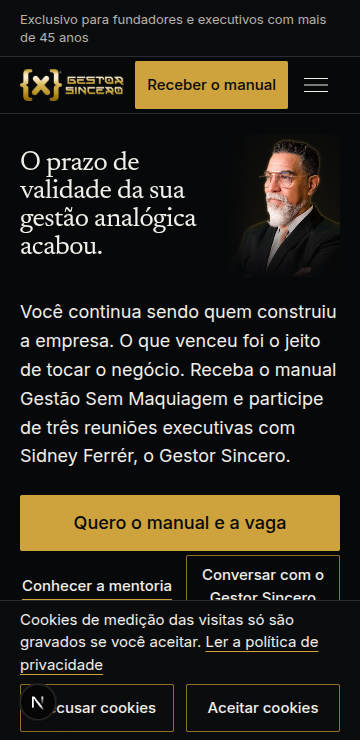 Exclusivo para fundadores e executivos com mais
de 45 anos
{x} GESTOR
SINCERO
Receber o manual
O prazo de
validade da sua
gestão analógica
acabou.
Você continua sendo quem construiu
a empresa. O que venceu foi o jeito
de tocar o negócio. Receba o manual
Gestão Sem Maquiagem e participe
de três reuniões executivas com
Sidney Ferrér, o Gestor Sincero.
Quero o manual e a vaga
Conhecer a mentoria
Conversar com o
Gestor Sincero
Cookies de medição das visitas só são
gravados se você aceitar. Ler a política de
privacidade
N
cusar cookies
Aceitar cookies